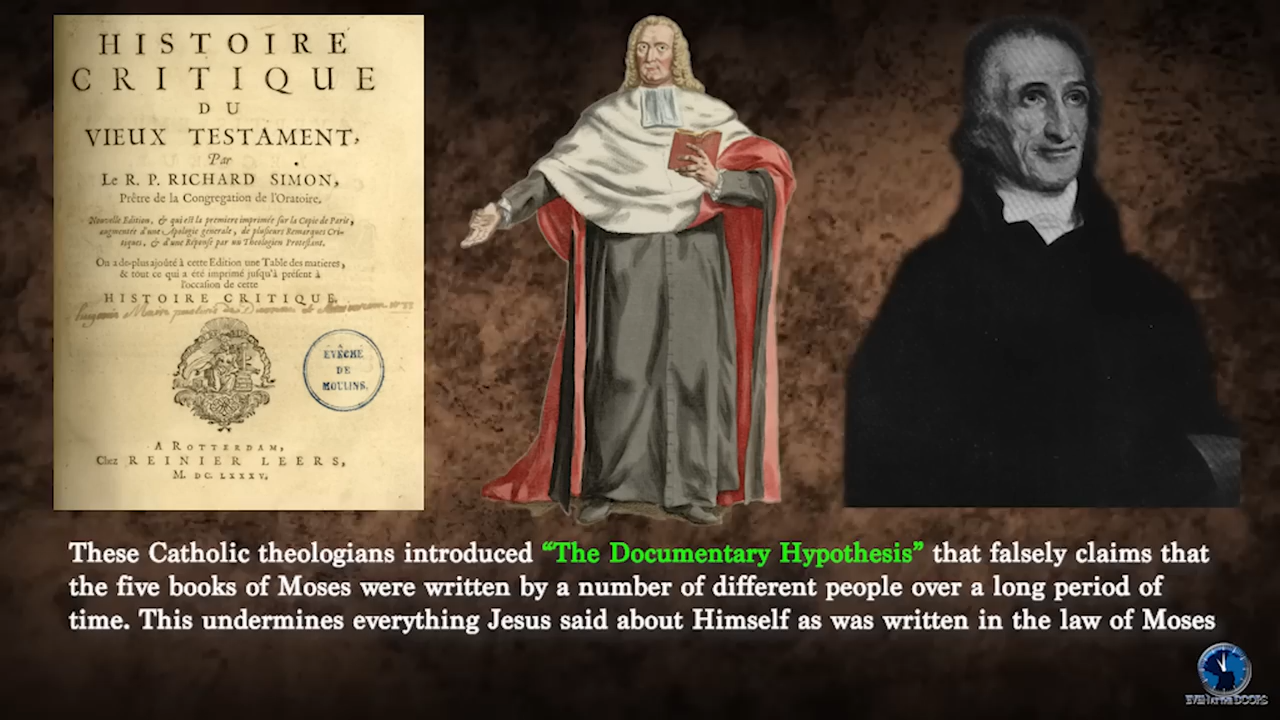 HISTOIRE
CRITIQUE
DU
VIEUX TESTAMENT,
Par
Le R. P. RICHARD SIMON,
Prêtre de la Congregation de l'Oratoire.
Nouvelle Edition, & qui est la premiere imprimée sur la Copie de Paris,
augmentée d'une Apologie generale, de plusieurs Remarques Cri-
tiques, & d'une Réponse par un Theologien Protestant.
On a de plus ajoûté à cette Edition une Table des matieres,
& tout ce qui a été imprimé jusqu'à présent à
l'occasion de cette
HISTOIRE CRITIQUE.
EVÊCHÉ
DE
MOULINS.
A ROTTERDAM,
Chez REINIER LEERS,
M. DC. LXXXV.
These Catholic theologians introduced “The Documentary Hypothesis” that falsely claims that
the five books of Moses were written by a number of different people over a long period of
time. This undermines everything Jesus said about Himself as was written in the law of Moses
EVEN AT THE DOORS